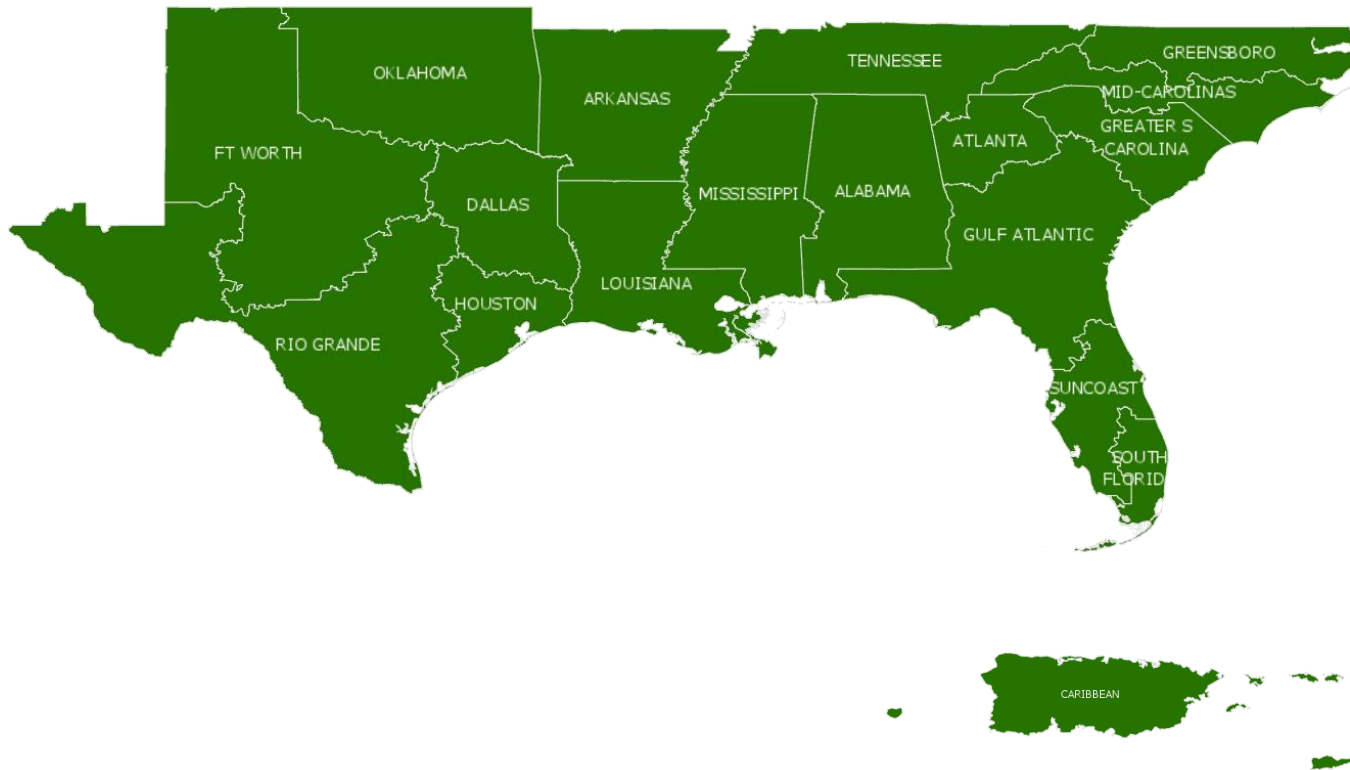 OKLAHOMA
ARKANSAS
TENNESSEE
GREENSBORO
MID-CAROLINAS
GREATER S
CAROLINA
ATLANTA
FT WORTH
DALLAS
MISSISSIPPI
ALABAMA
GULF ATLANTIC
LOUISIANA
HOUSTON
RIO GRANDE
SUNCOAST
SOUTH
FLORID
CARIBBEAN